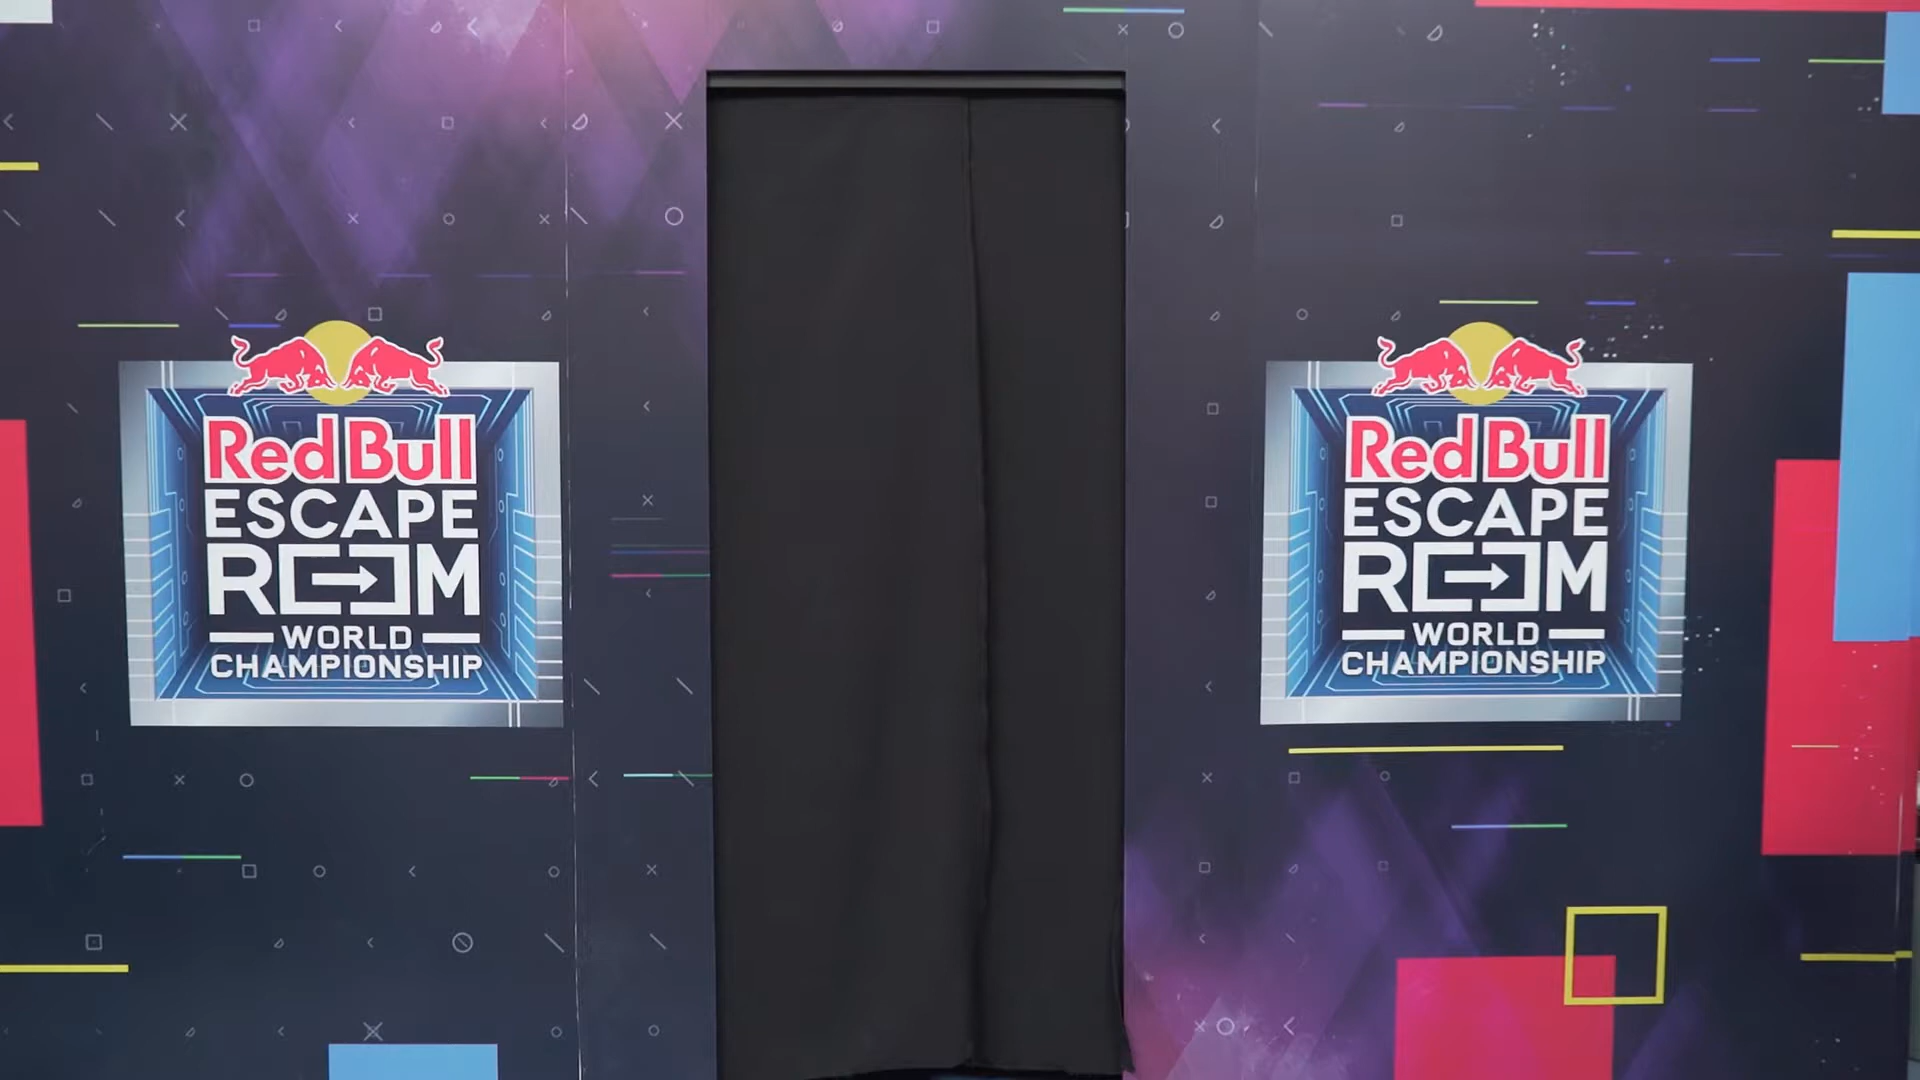 Red Bull
ESCAPE
ROOM
WORLD
CHAMPIONSHIP
Red Bull
ESCAPE
ROOM
WORLD
CHAMPIONSHIP